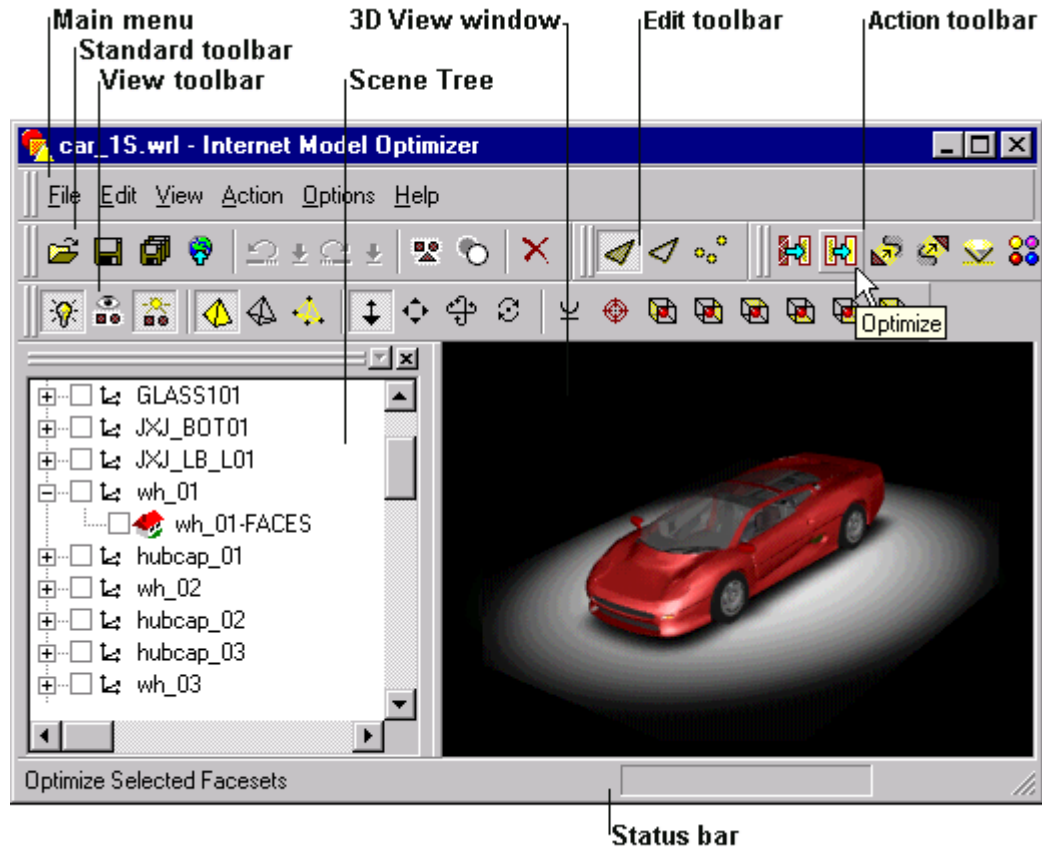 Main menu
3D View window
Edit toolbar
Action toolbar
Standard toolbar
View toolbar
Scene Tree
car_1S.wrl - Internet Model Optimizer
File Edit View Action Options Help
Optimize
GLASS101
JXJ_BOT01
JXJ_LB_L01
wh_01
wh_01-FACES
hubcap_01
wh_02
hubcap_02
hubcap_03
wh_03
Optimize Selected Facesets
Status bar